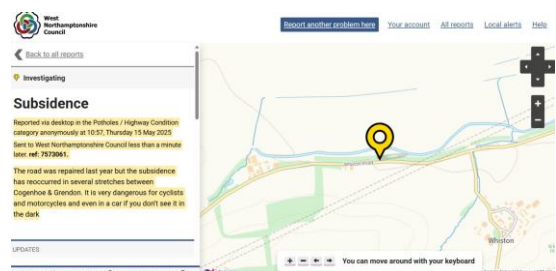 West
Northamptonshire
Council
Report another problem here Your account All reports Local alerts Help
Back to all reports
Investigating
Subsidence
Reported via desktop in the Potholes / Highway Condition
category anonymously at 10:57, Thursday 15 May 2025
Sent to West Northamptonshire Council less than a minute
later. ref: 7573061.
The road was repaired last year but the subsidence
has reoccurred in several stretches between
Cogenhoe & Grendon. It is very dangerous for cyclists
and motorcycles and even in a car if you don't see it in
the dark
UPDATES
Whiston
You can move around with your keyboard